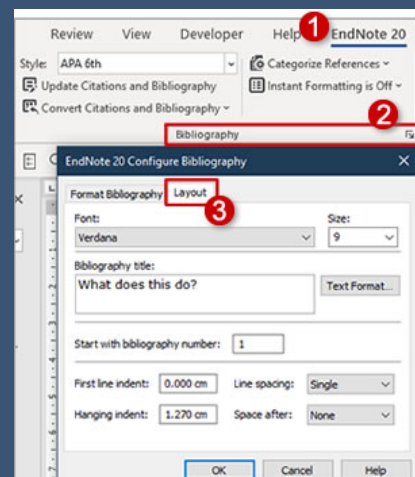 Review View Developer Help 1 EndNote 20
Style: APA 6th Categorize References
Update Citations and Bibliography Instant Formatting is Off
Convert Citations and Bibliography 2
Bibliography
EndNote 20 Configure Bibliography X
Format Bibliography Layout
3
Font: Size:
Verdana 9
Bibliography title:
What does this do? Text Format...
Start with bibliography number: 1
First line indent: 0.000 cm Line spacing: Single
Hanging indent: 1.270 cm Space after: None
OK Cancel Help